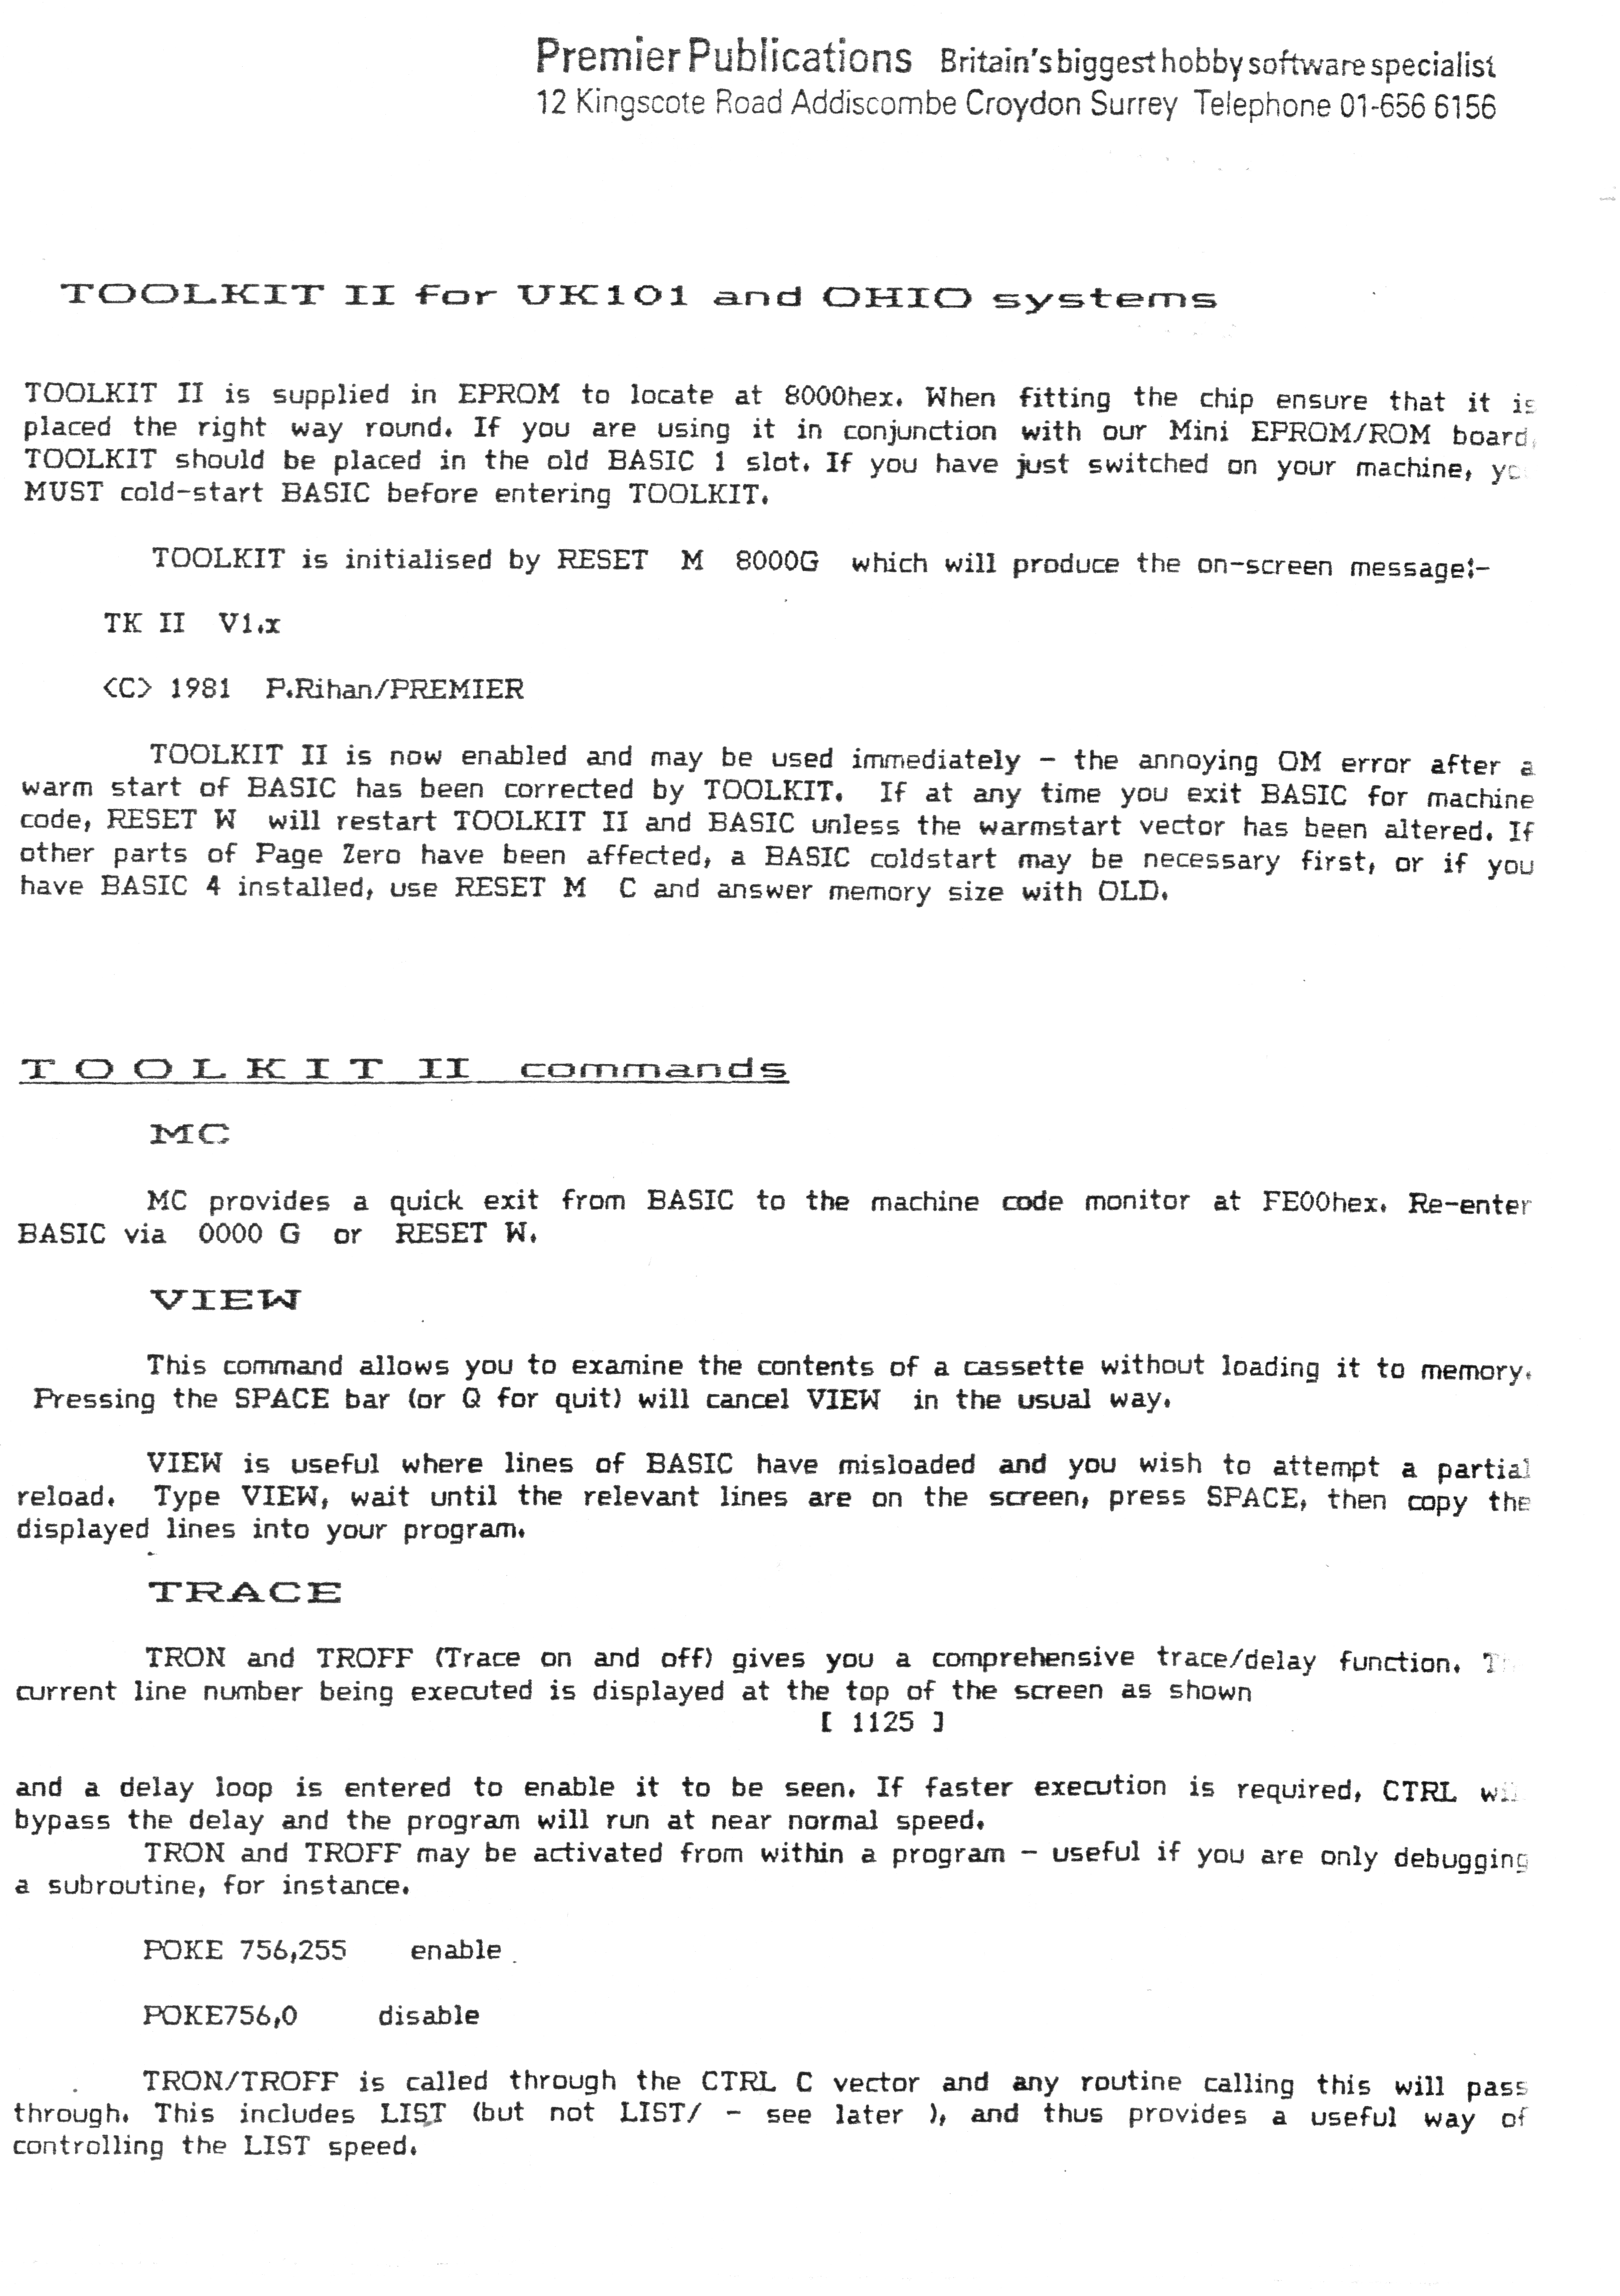 Premier Publications Britain's biggest hobby software specialist
12 Kingscote Road Addiscombe Croydon Surrey Telephone 01-656 6156
TOOLKIT II for UK101 and OHIO systems
TOOLKIT II is supplied in EPROM to locate at 8000hex. When fitting the chip ensure that it is
placed the right way round. If you are using it in conjunction with our Mini EPROM/ROM board,
TOOLKIT should be placed in the old BASIC 1 slot. If you have just switched on your machine,
MUST cold-start BASIC before entering TOOLKIT.
TOOLKIT is initialised by RESET M 8000G which will produce the on-screen message:-
TK II V1.x
<C> 1981 P.Rihan/PREMIER
TOOLKIT II is now enabled and may be used immediately - the annoying OM error after a
warm start of BASIC has been corrected by TOOLKIT. If at any time you exit BASIC for machine
code, RESET W will restart TOOLKIT II and BASIC unless the warmstart vector has been altered. If
other parts of Page Zero have been affected, a BASIC coldstart may be necessary first, or if you
have BASIC 4 installed, use RESET M C and answer memory size with OLD.
T O O L K I T II commands
MC
MC provides a quick exit from BASIC to the machine code monitor at FE00hex. Re-enter
BASIC via 0000 G or RESET W.
VIEW
This command allows you to examine the contents of a cassette without loading it to memory.
Pressing the SPACE bar (or Q for quit) will cancel VIEW in the usual way.
VIEW is useful where lines of BASIC have misloaded and you wish to attempt a partial
reload. Type VIEW, wait until the relevant lines are on the screen, press SPACE, then copy the
displayed lines into your program.
TRACE
TRON and TROFF (Trace on and off) gives you a comprehensive trace/delay function.
current line number being executed is displayed at the top of the screen as shown
[ 1125 ]
and a delay loop is entered to enable it to be seen. If faster execution is required, CTRL
bypass the delay and the program will run at near normal speed.
TRON and TROFF may be activated from within a program - useful if you are only debugging
a subroutine, for instance.
POKE 756,255 enable
POKE756,0 disable
TRON/TROFF is called through the CTRL C vector and any routine calling this will pass
through. This includes LIST (but not LIST/ - see later ), and thus provides a useful way of
controlling the LIST speed.